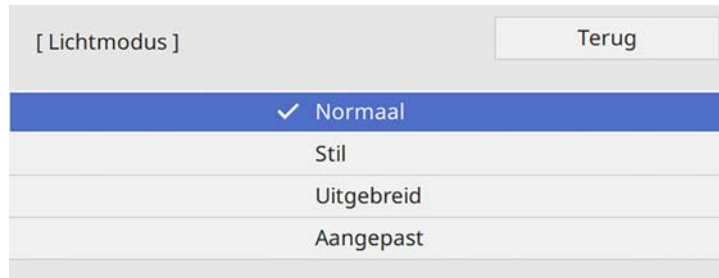 [ Lichtmodus ]
Terug
Normaal
Stil
Uitgebreid
Aangepast